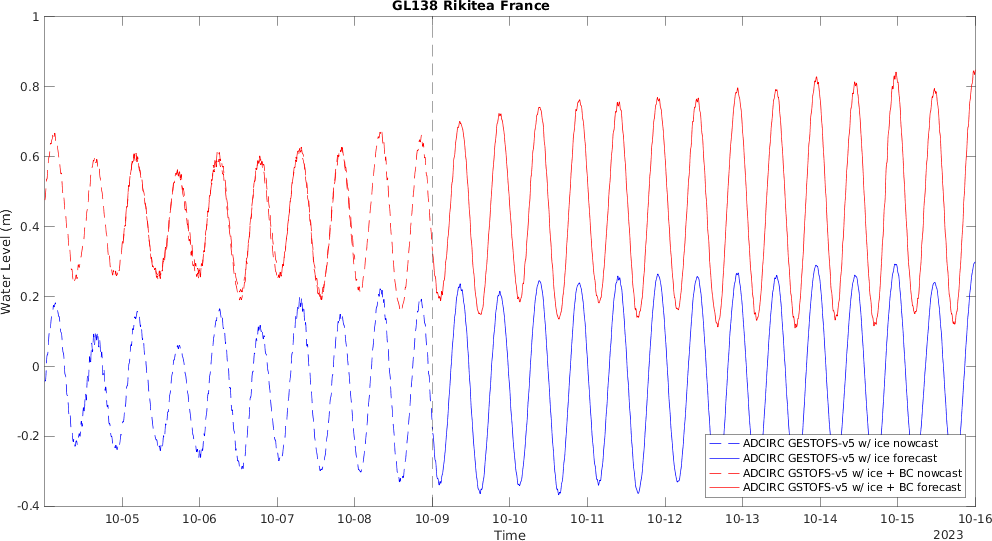 GL138 Rikitea France
1
0.8
0.6
0.4
0.2
0
-0.2
-0.4
Water Level (m)
ADCIRC GESTOFS-v5 w/ ice nowcast
ADCIRC GESTOFS-v5 w/ ice forecast
ADCIRC GSTOFS-v5 w/ ice + BC nowcast
ADCIRC GSTOFS-v5 w/ ice + BC forecast
10-05 10-06 10-07 10-08 10-09 10-10 10-11 10-12 10-13 10-14 10-15 10-16
Time
2023